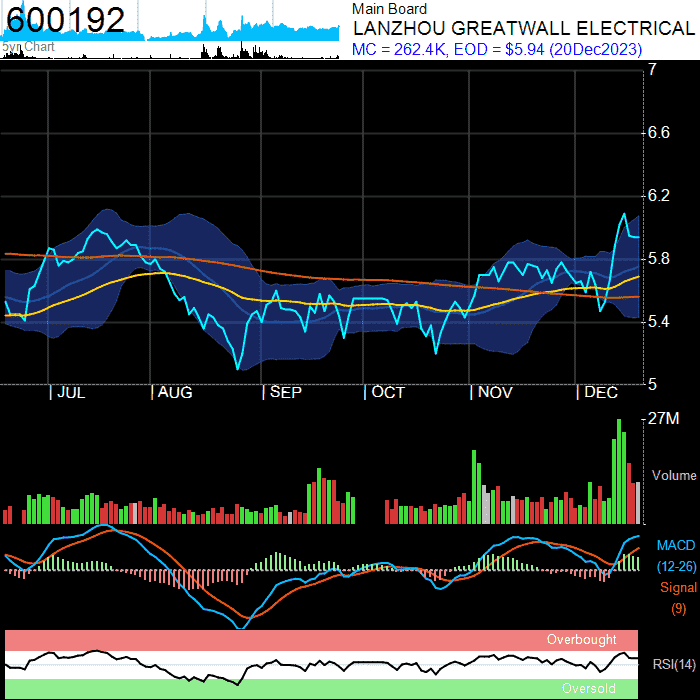 600192
5yr Chart
Main Board
LANZHOU GREATWALL ELECTRICAL
MC = 262.4K, EOD = $5.94 (20Dec2023)
7
6.6
6.2
5.8
5.4
5
JUL AUG SEP OCT NOV DEC
27M
Volume
MACD
(12-26)
Signal
(9)
Overbought
RSI(14)
Oversold